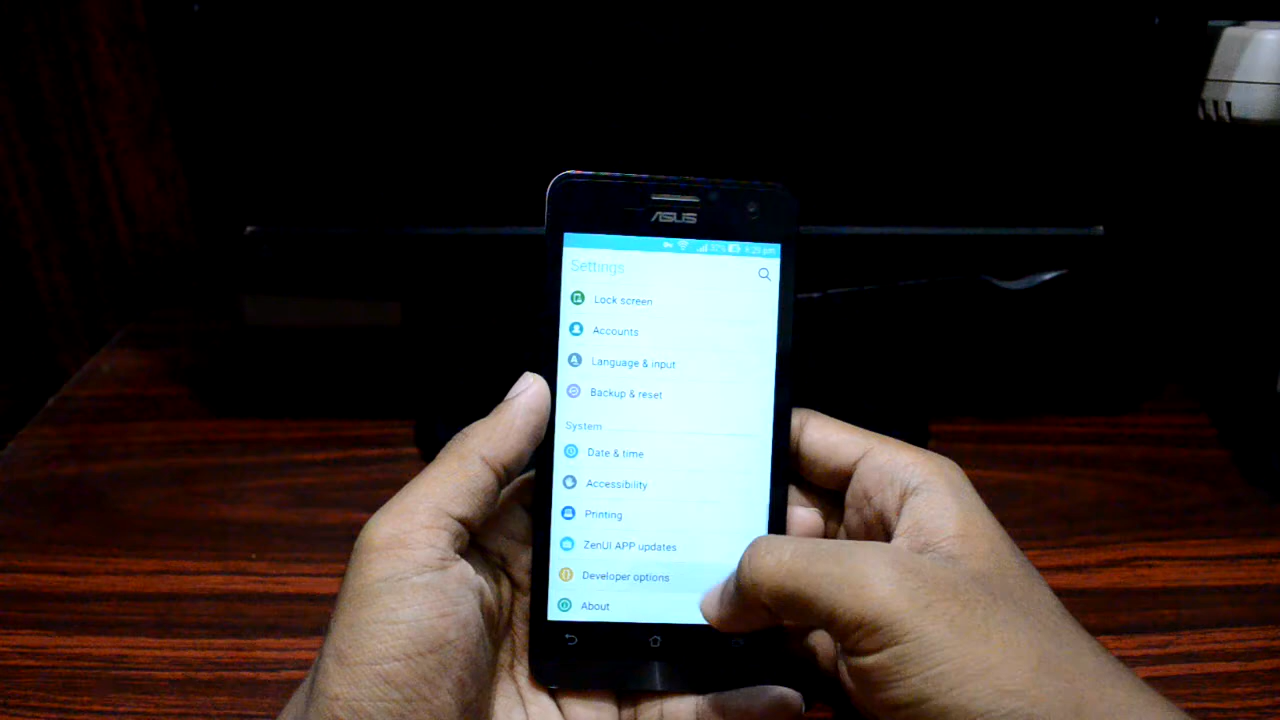 ASUS
Settings
Lock screen
Accounts
Language & input
Backup & reset
System
Date & time
Accessibility
Printing
ZenUI APP updates
Developer options
About